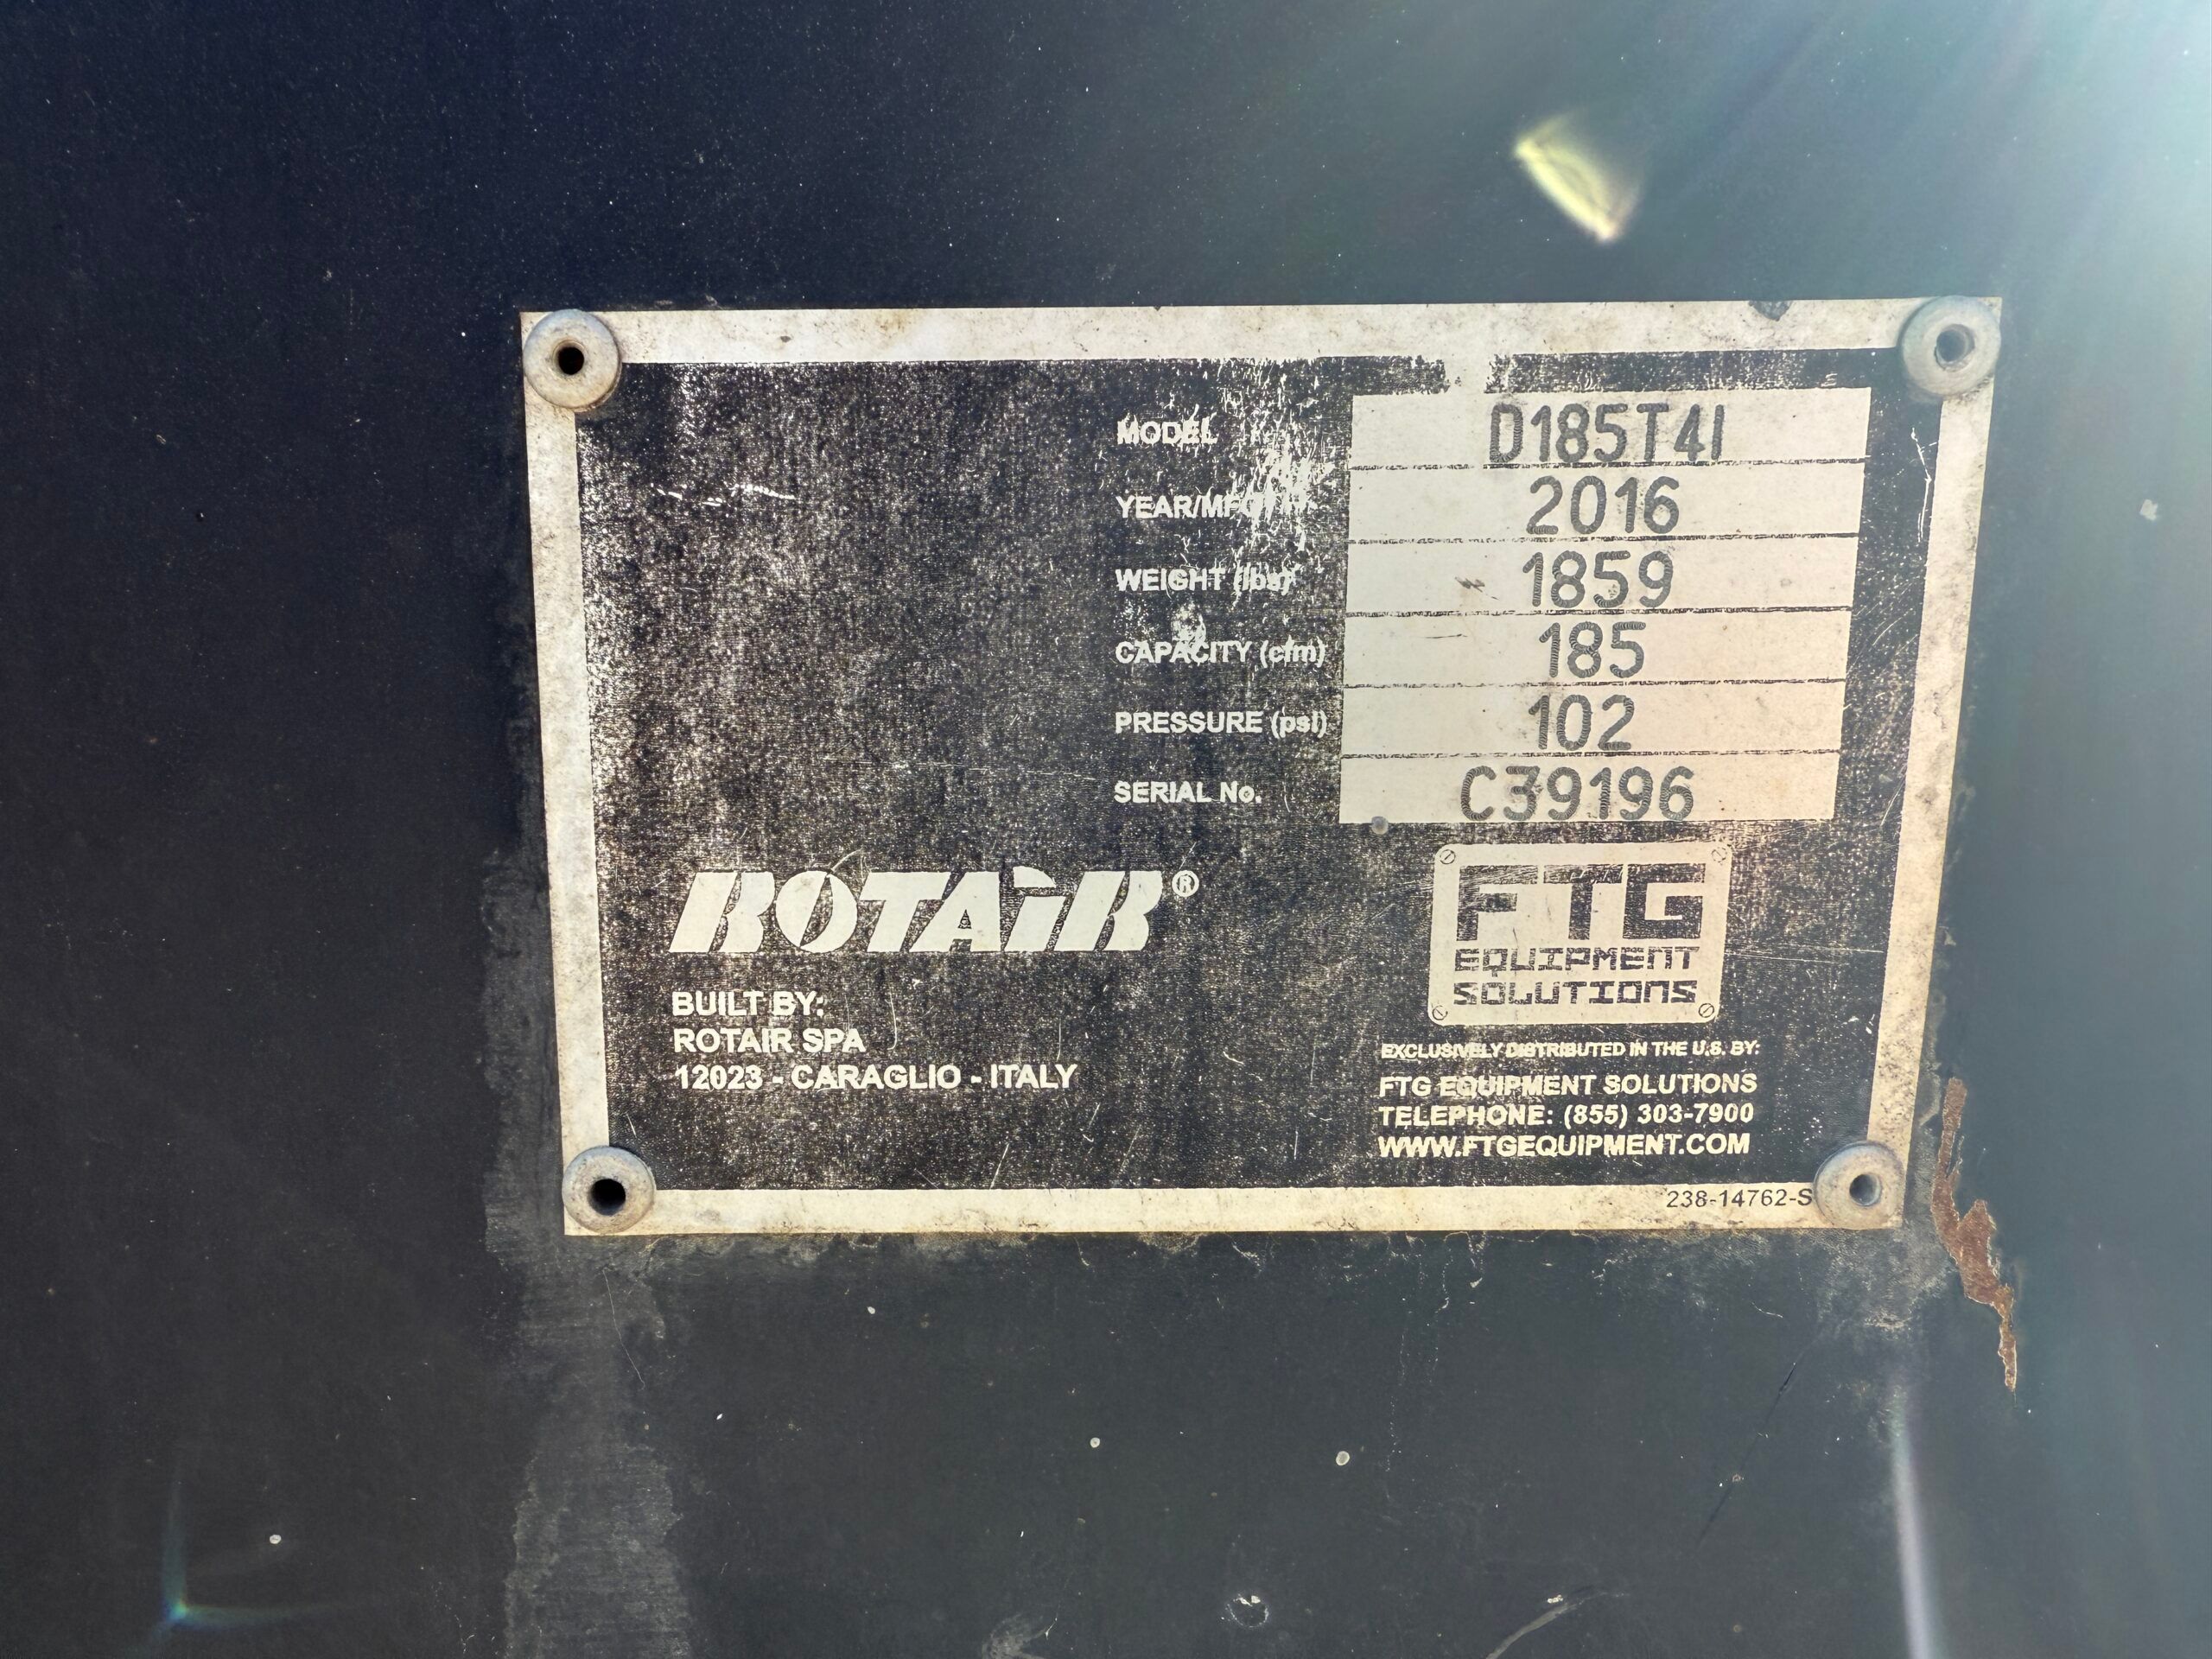 MODEL D185T4I
YEAR/MFG 2016
WEIGHT (lbs) 1859
CAPACITY (cfm) 185
PRESSURE (psi) 102
SERIAL No. C39196
ROTAIR®
BUILT BY:
ROTAIR SPA
12023 - CARAGLIO - ITALY
FTG
EQUIPMENT
SOLUTIONS
EXCLUSIVELY DISTRIBUTED IN THE U.S. BY:
FTG EQUIPMENT SOLUTIONS
TELEPHONE: (855) 303-7900
WWW.FTGEQUIPMENT.COM
238-14762-S